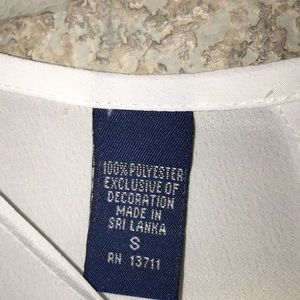 100% POLYESTER
EXCLUSIVE OF
DECORATION
MADE IN
SRI LANKA
S
RN 13711